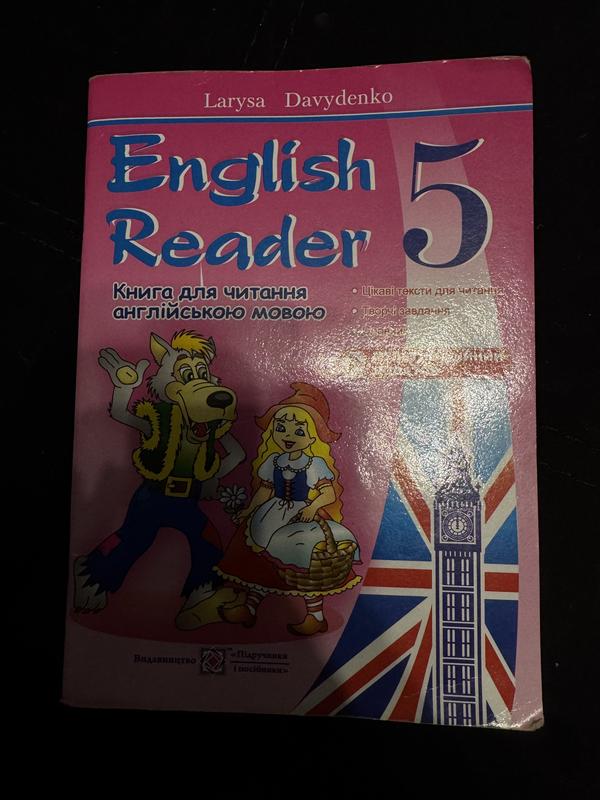 Larysa Davydenko
English
Reader
5
Книга для читання
англійською мовою
• Цікаві тексти для читання
• Творчі завдання
Видавництво
«Підручники
і посібники»